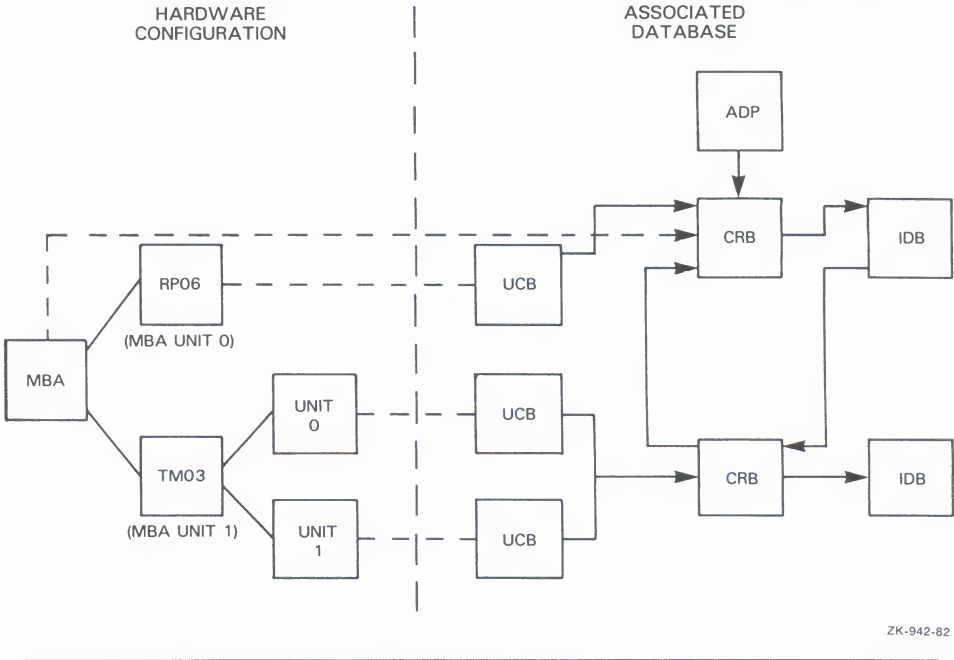 HARDWARE
CONFIGURATION
ASSOCIATED
DATABASE
ADP
CRB
IDB
RP06
UCB
(MBA UNIT 0)
MBA
UNIT
0
UCB
TM03
CRB
IDB
(MBA UNIT 1)
UNIT
1
UCB
ZK-942-82